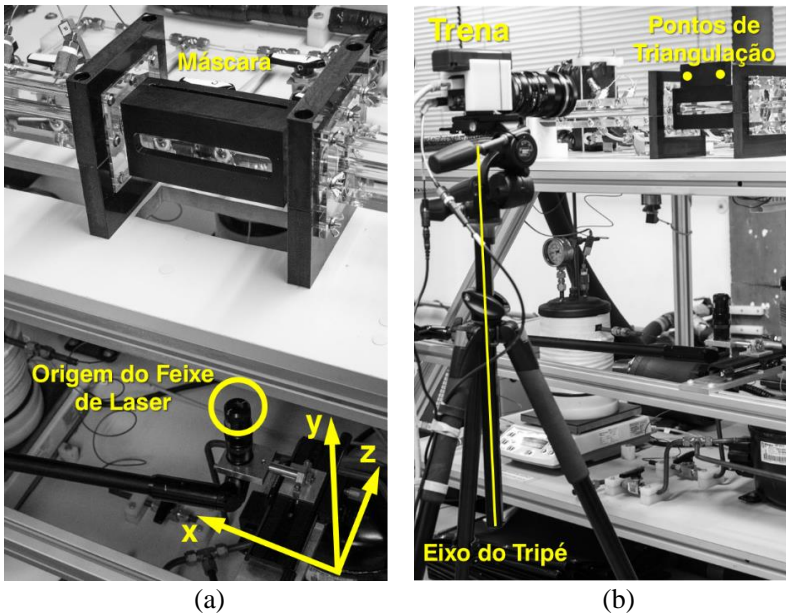 Máscara
Origem do Feixe
de Laser
y
z
x
(a)
Trena
Pontos de
Triangulação
Eixo do Tripé
(b)